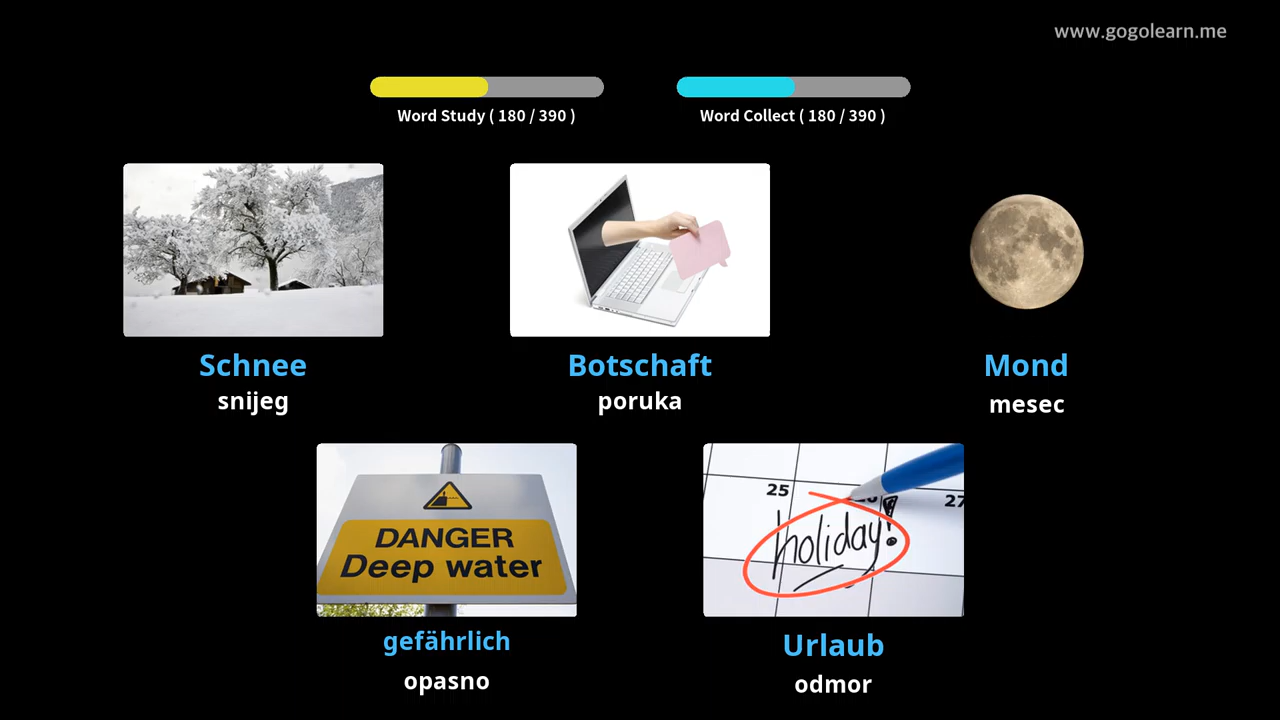 www.gogolearn.me
Word Study ( 180 / 390 )
Word Collect ( 180 / 390 )
Schnee
snijeg
Botschaft
poruka
Mond
mesec
DANGER
Deep water
gefährlich
opasno
25
27
holiday!
Urlaub
odmor